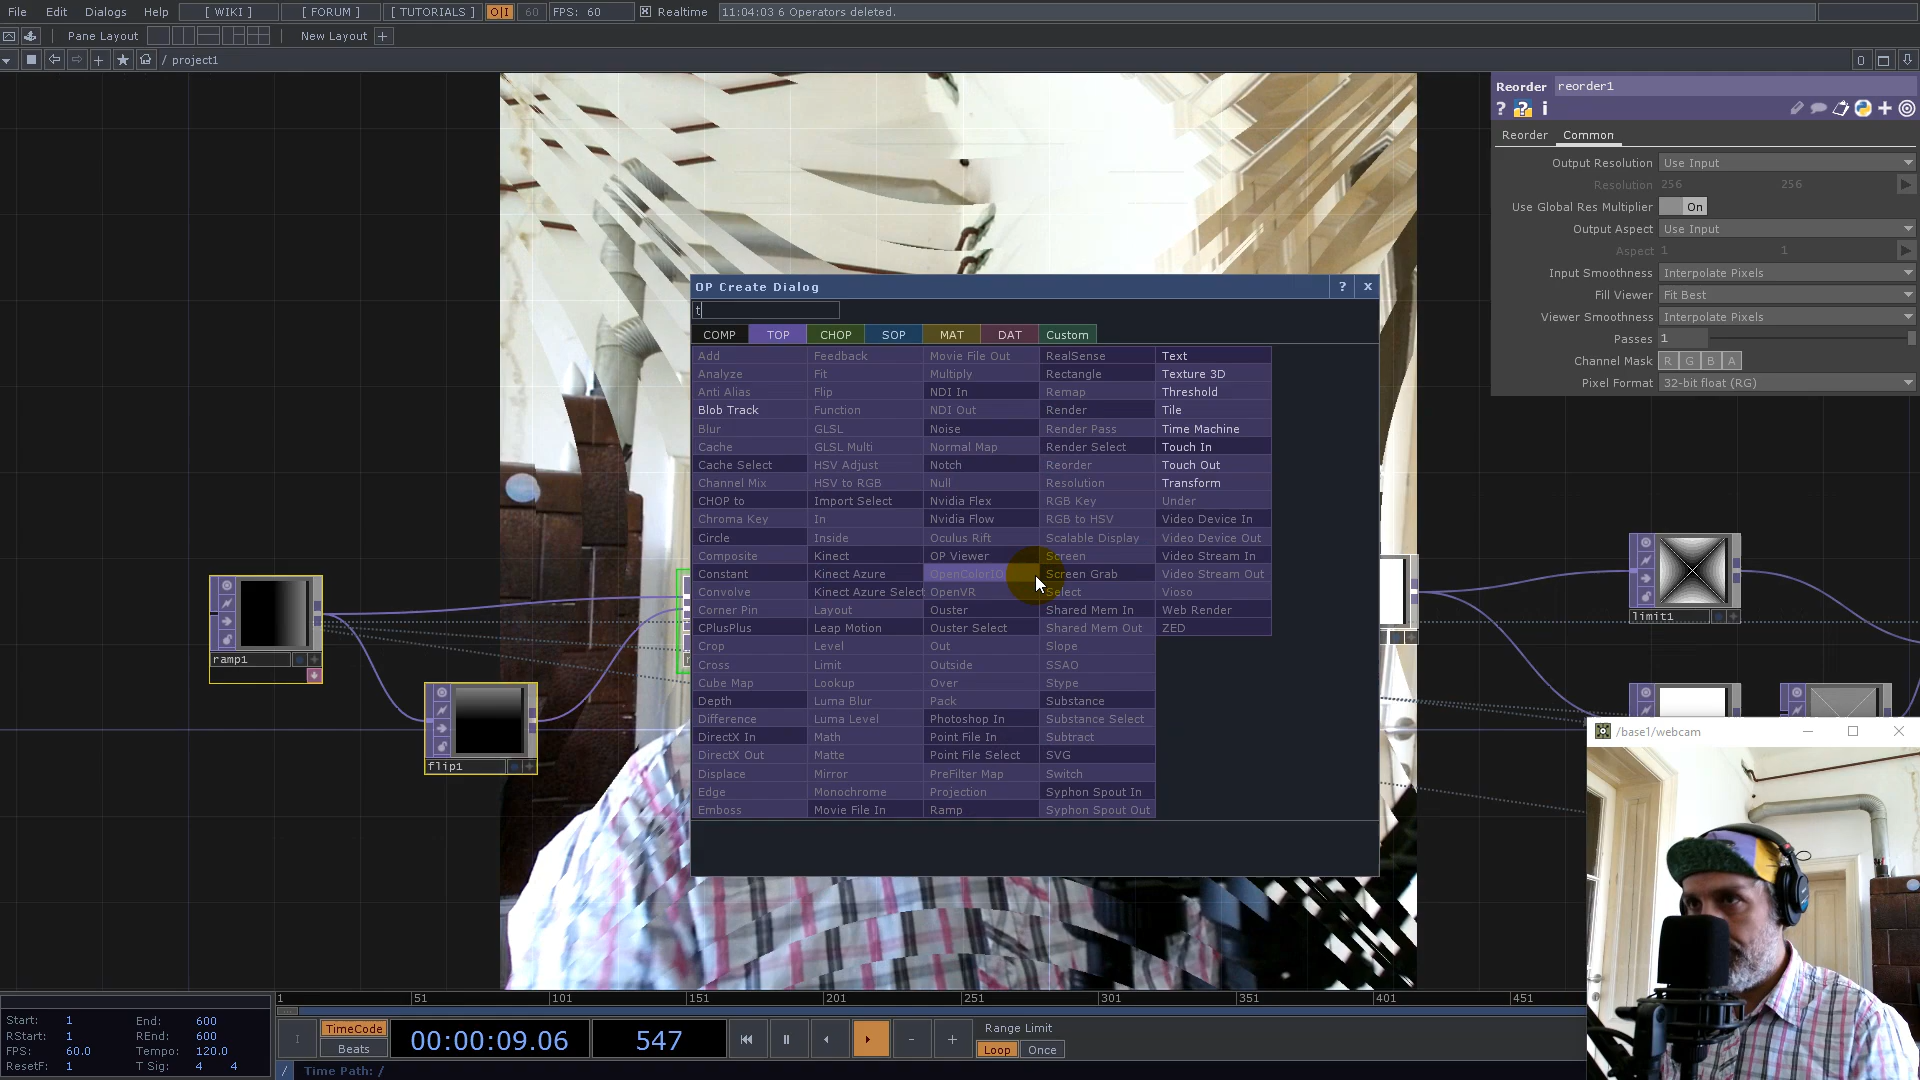 File Edit Dialogs Help [ WIKI ] [ FORUM ] [ TUTORIALS ] O|I 60 FPS: 60 Realtime 11:04:03 6 Operators deleted.
Pane Layout New Layout +
/ project1
Reorder reorder1
Reorder Common
Output Resolution Use Input
Resolution 256 256
Use Global Res Multiplier On
Output Aspect Use Input
Aspect 1 1
Input Smoothness Interpolate Pixels
Fill Viewer Fit Best
Viewer Smoothness Interpolate Pixels
Passes 1
Channel Mask R G B A
Pixel Format 32-bit float (RG)
OP Create Dialog ? x
t
COMP TOP CHOP SOP MAT DAT Custom
Add Feedback Movie File Out RealSense Text
Analyze Fit Multiply Rectangle Texture 3D
Anti Alias Flip NDI In Remap Threshold
Blob Track Function NDI Out Render Tile
Blur GLSL Noise Render Pass Time Machine
Cache GLSL Multi Normal Map Render Select Touch In
Cache Select HSV Adjust Notch Reorder Touch Out
Channel Mix HSV to RGB Null Resolution Transform
CHOP to Import Select Nvidia Flex RGB Key Under
Chroma Key In Nvidia Flow RGB to HSV Video Device In
Circle Inside Oculus Rift Scalable Display Video Device Out
Composite Kinect OP Viewer Screen Video Stream In
Constant Kinect Azure OpenColorIO Screen Grab Video Stream Out
Convolve Kinect Azure Select OpenVR Select Vioso
Corner Pin Layout Ouster Shared Mem In Web Render
CPlusPlus Leap Motion Ouster Select Shared Mem Out ZED
Crop Level Out Slope
Cross Limit Outside SSAO
Cube Map Lookup Over Stype
Depth Luma Blur Pack Substance
Difference Luma Level Photoshop In Substance Select
DirectX In Math Point File In Subtract
DirectX Out Matte Point File Select SVG
Displace Mirror PreFilter Map Switch
Edge Monochrome Projection Syphon Spout In
Emboss Movie File In Ramp Syphon Spout Out
ramp1
flip1
limit1
/base1/webcam
1 51 101 151 201 251 301 351 401 451
Start: 1 End: 600
RStart: 1 REnd: 600
FPS: 60.0 Tempo: 120.0
ResetF: 1 T Sig: 4 4
TimeCode
Beats
00:00:09.06 547
Range Limit
Loop Once
/ Time Path: /